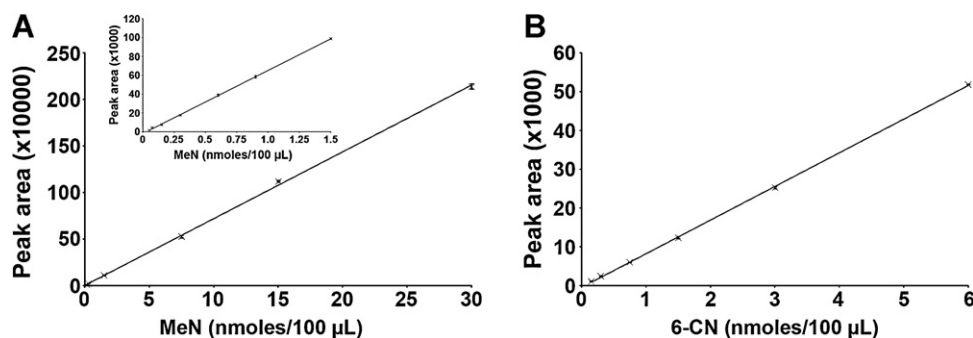 A
Peak area (x10000)
250
200
150
100
50
0
0 5 10 15 20 25 30
MeN (nmoles/100 µL)
Peak area (x1000)
120
100
80
60
40
20
0
0 0.25 0.50 0.75 1.0 1.25 1.5
MeN (nmoles/100 µL)
B
Peak area (x1000)
60
50
40
30
20
10
0
0 1 2 3 4 5 6
6-CN (nmoles/100 µL)